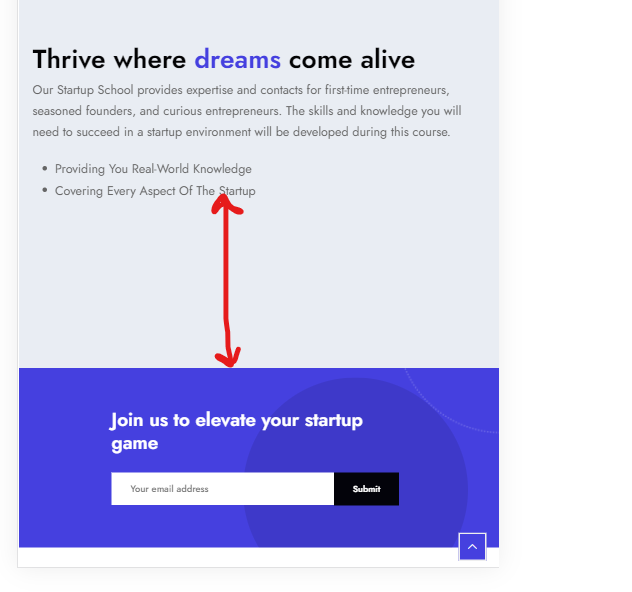 Thrive where dreams come alive
Our Startup School provides expertise and contacts for first-time entrepreneurs,
seasoned founders, and curious entrepreneurs. The skills and knowledge you will
need to succeed in a startup environment will be developed during this course.
Providing You Real-World Knowledge
Covering Every Aspect Of The Startup
Join us to elevate your startup
game
Your email address Submit